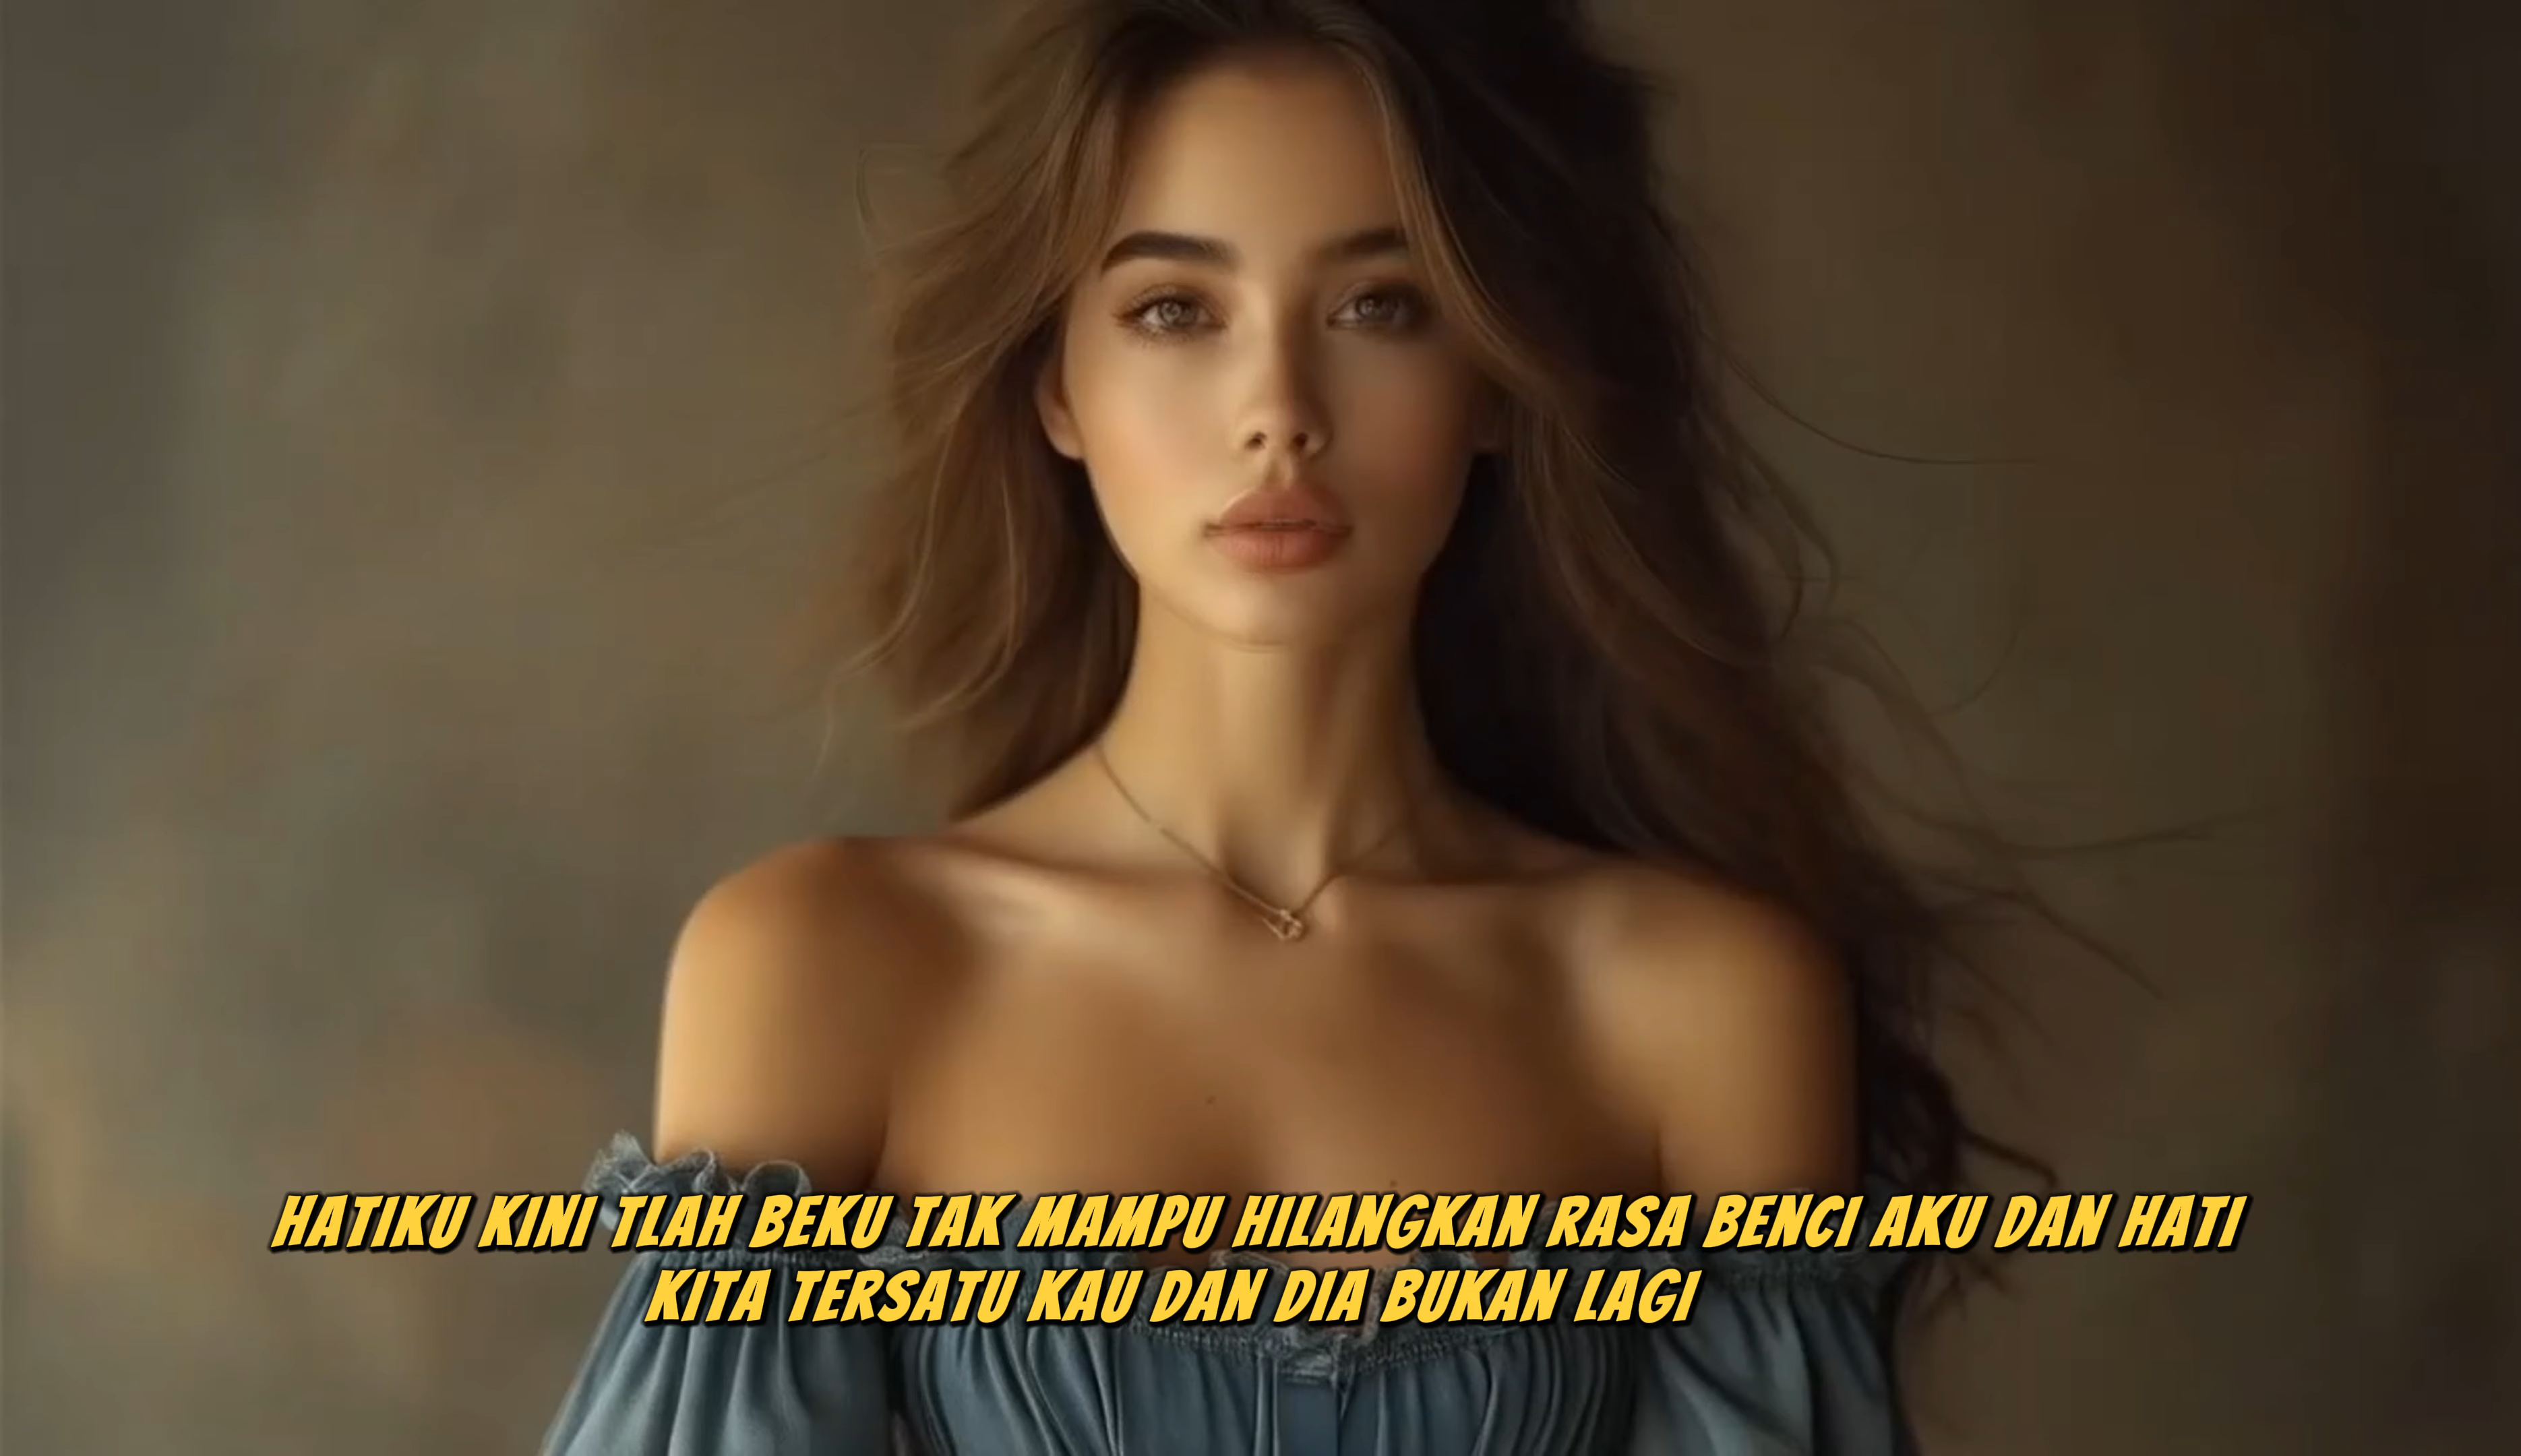 HATIKU KINI TLAH BEKU TAK MAMPU HILANGKAN RASA BENCI AKU DAN HATI
KITA TERSATU KAU DAN DIA BUKAN LAGI